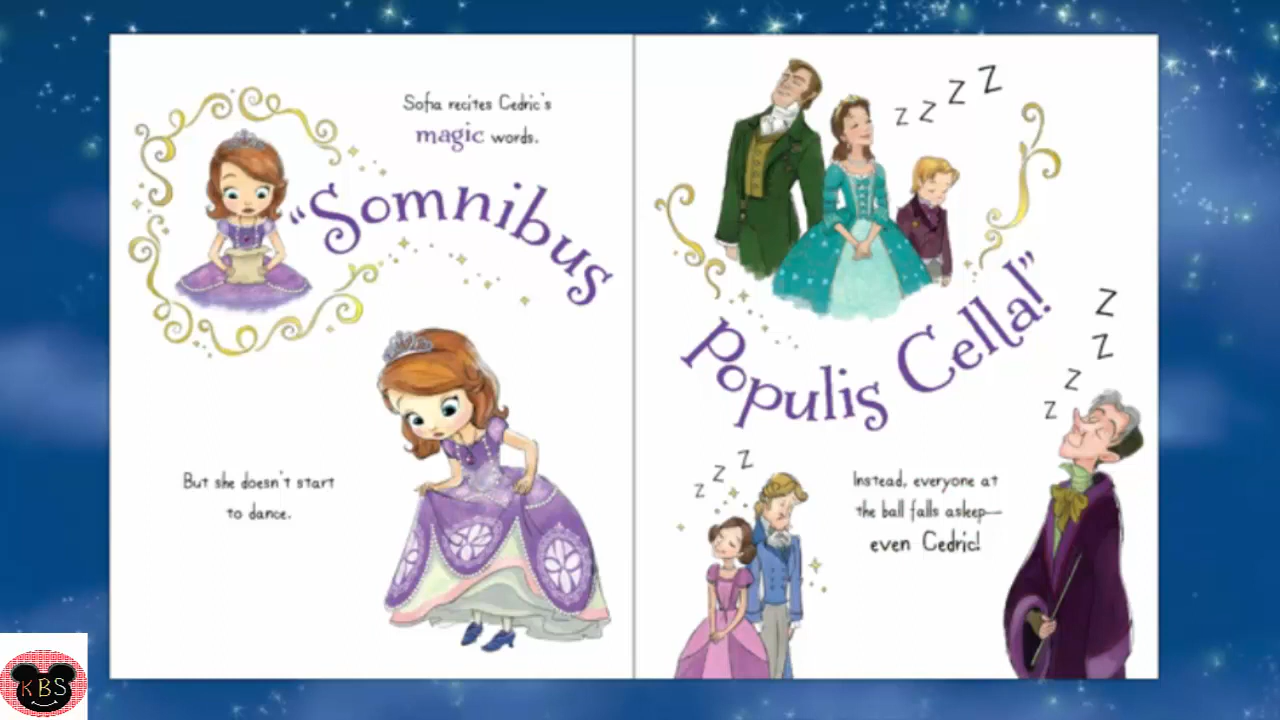 Sofia recites Cedric's
magic words.
"Somnibus
Populis Cella!"
But she doesn't start
to dance.
z z z z
z z z z
z z z
Instead, everyone at
the ball falls asleep—
even Cedric!
KBS